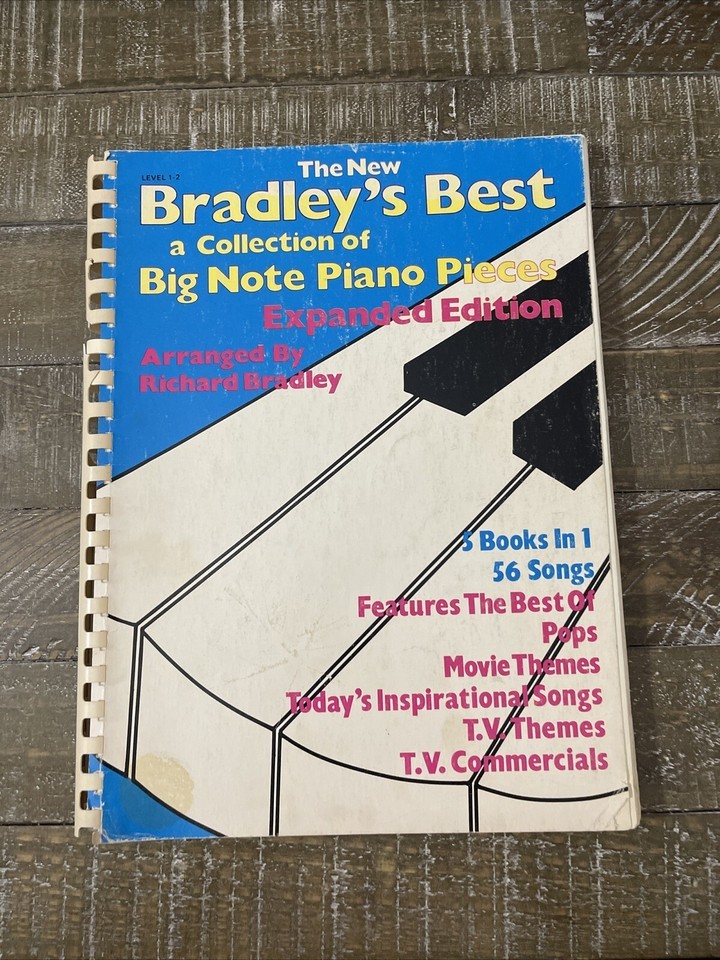 LEVEL 1-2
The New
Bradley's Best
a Collection of
Big Note Piano Pieces
Expanded Edition
Arranged By
Richard Bradley
5 Books In 1
56 Songs
Features The Best Of
Pops
Movie Themes
Today's Inspirational Songs
T.V. Themes
T.V. Commercials